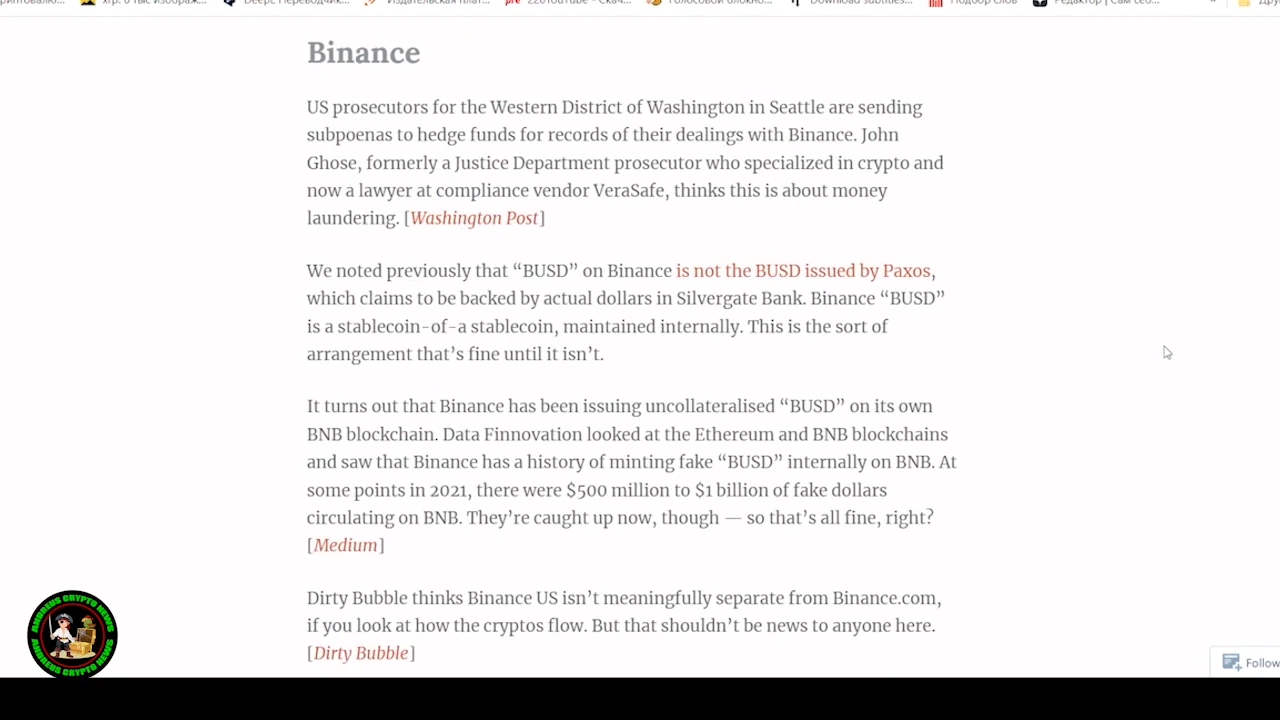 Binance
US prosecutors for the Western District of Washington in Seattle are sending
subpoenas to hedge funds for records of their dealings with Binance. John
Ghose, formerly a Justice Department prosecutor who specialized in crypto and
now a lawyer at compliance vendor VeraSafe, thinks this is about money
laundering. [Washington Post]
We noted previously that “BUSD” on Binance is not the BUSD issued by Paxos,
which claims to be backed by actual dollars in Silvergate Bank. Binance “BUSD”
is a stablecoin-of-a stablecoin, maintained internally. This is the sort of
arrangement that’s fine until it isn’t.
It turns out that Binance has been issuing uncollateralised “BUSD” on its own
BNB blockchain. Data Finnovation looked at the Ethereum and BNB blockchains
and saw that Binance has a history of minting fake “BUSD” internally on BNB. At
some points in 2021, there were $500 million to $1 billion of fake dollars
circulating on BNB. They’re caught up now, though — so that’s all fine, right?
[Medium]
Dirty Bubble thinks Binance US isn’t meaningfully separate from Binance.com,
if you look at how the cryptos flow. But that shouldn’t be news to anyone here.
[Dirty Bubble]
Follow
ANDREUS CRYPTO NEWS
ANDREUS CRYPTO NEWS